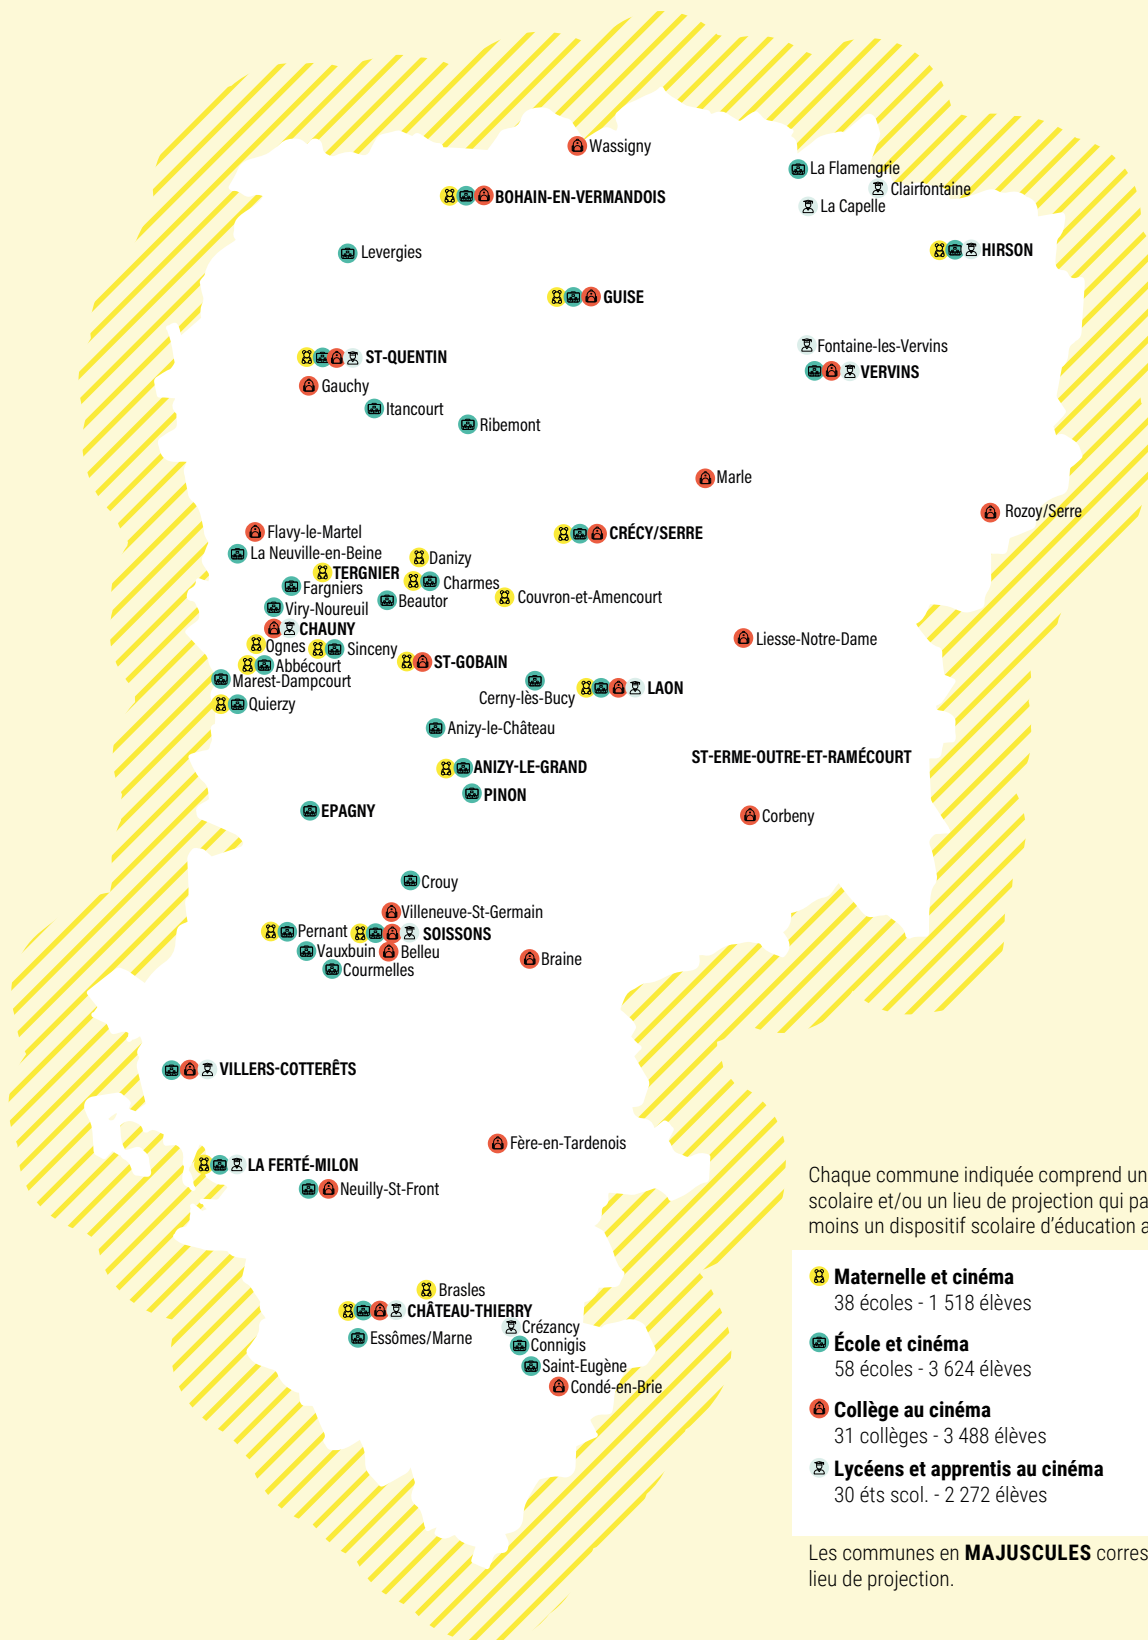 Wassigny
La Flamengrie
Clairfontaine
BOHAIN-EN-VERMANDOIS
La Capelle
Levergies
HIRSON
GUISE
Fontaine-les-Vervins
ST-QUENTIN
VERVINS
Gauchy
Itancourt
Ribemont
Marle
Rozoy/Serre
Flavy-le-Martel
CRÉCY/SERRE
La Neuville-en-Beine
Danizy
TERGNIER
Charmes
Fargniers
Couvron-et-Amencourt
Beautor
Viry-Noureuil
CHAUNY
Liesse-Notre-Dame
Ognes
Sinceny
ST-GOBAIN
Abbécourt
Marest-Dampcourt
Cerny-lès-Bucy
LAON
Quierzy
Anizy-le-Château
ST-ERME-OUTRE-ET-RAMÉCOURT
ANIZY-LE-GRAND
PINON
EPAGNY
Corbeny
Crouy
Villeneuve-St-Germain
Pernant
SOISSONS
Vauxbuin
Belleu
Braine
Courmelles
VILLERS-COTTERÊTS
Fère-en-Tardenois
LA FERTÉ-MILON
Neuilly-St-Front
Brasles
CHÂTEAU-THIERRY
Crézancy
Essômes/Marne
Connigis
Saint-Eugène
Condé-en-Brie
Chaque commune indiquée comprend un
scolaire et/ou un lieu de projection qui pa
moins un dispositif scolaire d'éducation a
Maternelle et cinéma
38 écoles - 1 518 élèves
École et cinéma
58 écoles - 3 624 élèves
Collège au cinéma
31 collèges - 3 488 élèves
Lycéens et apprentis au cinéma
30 éts scol. - 2 272 élèves
Les communes en MAJUSCULES corres
lieu de projection.